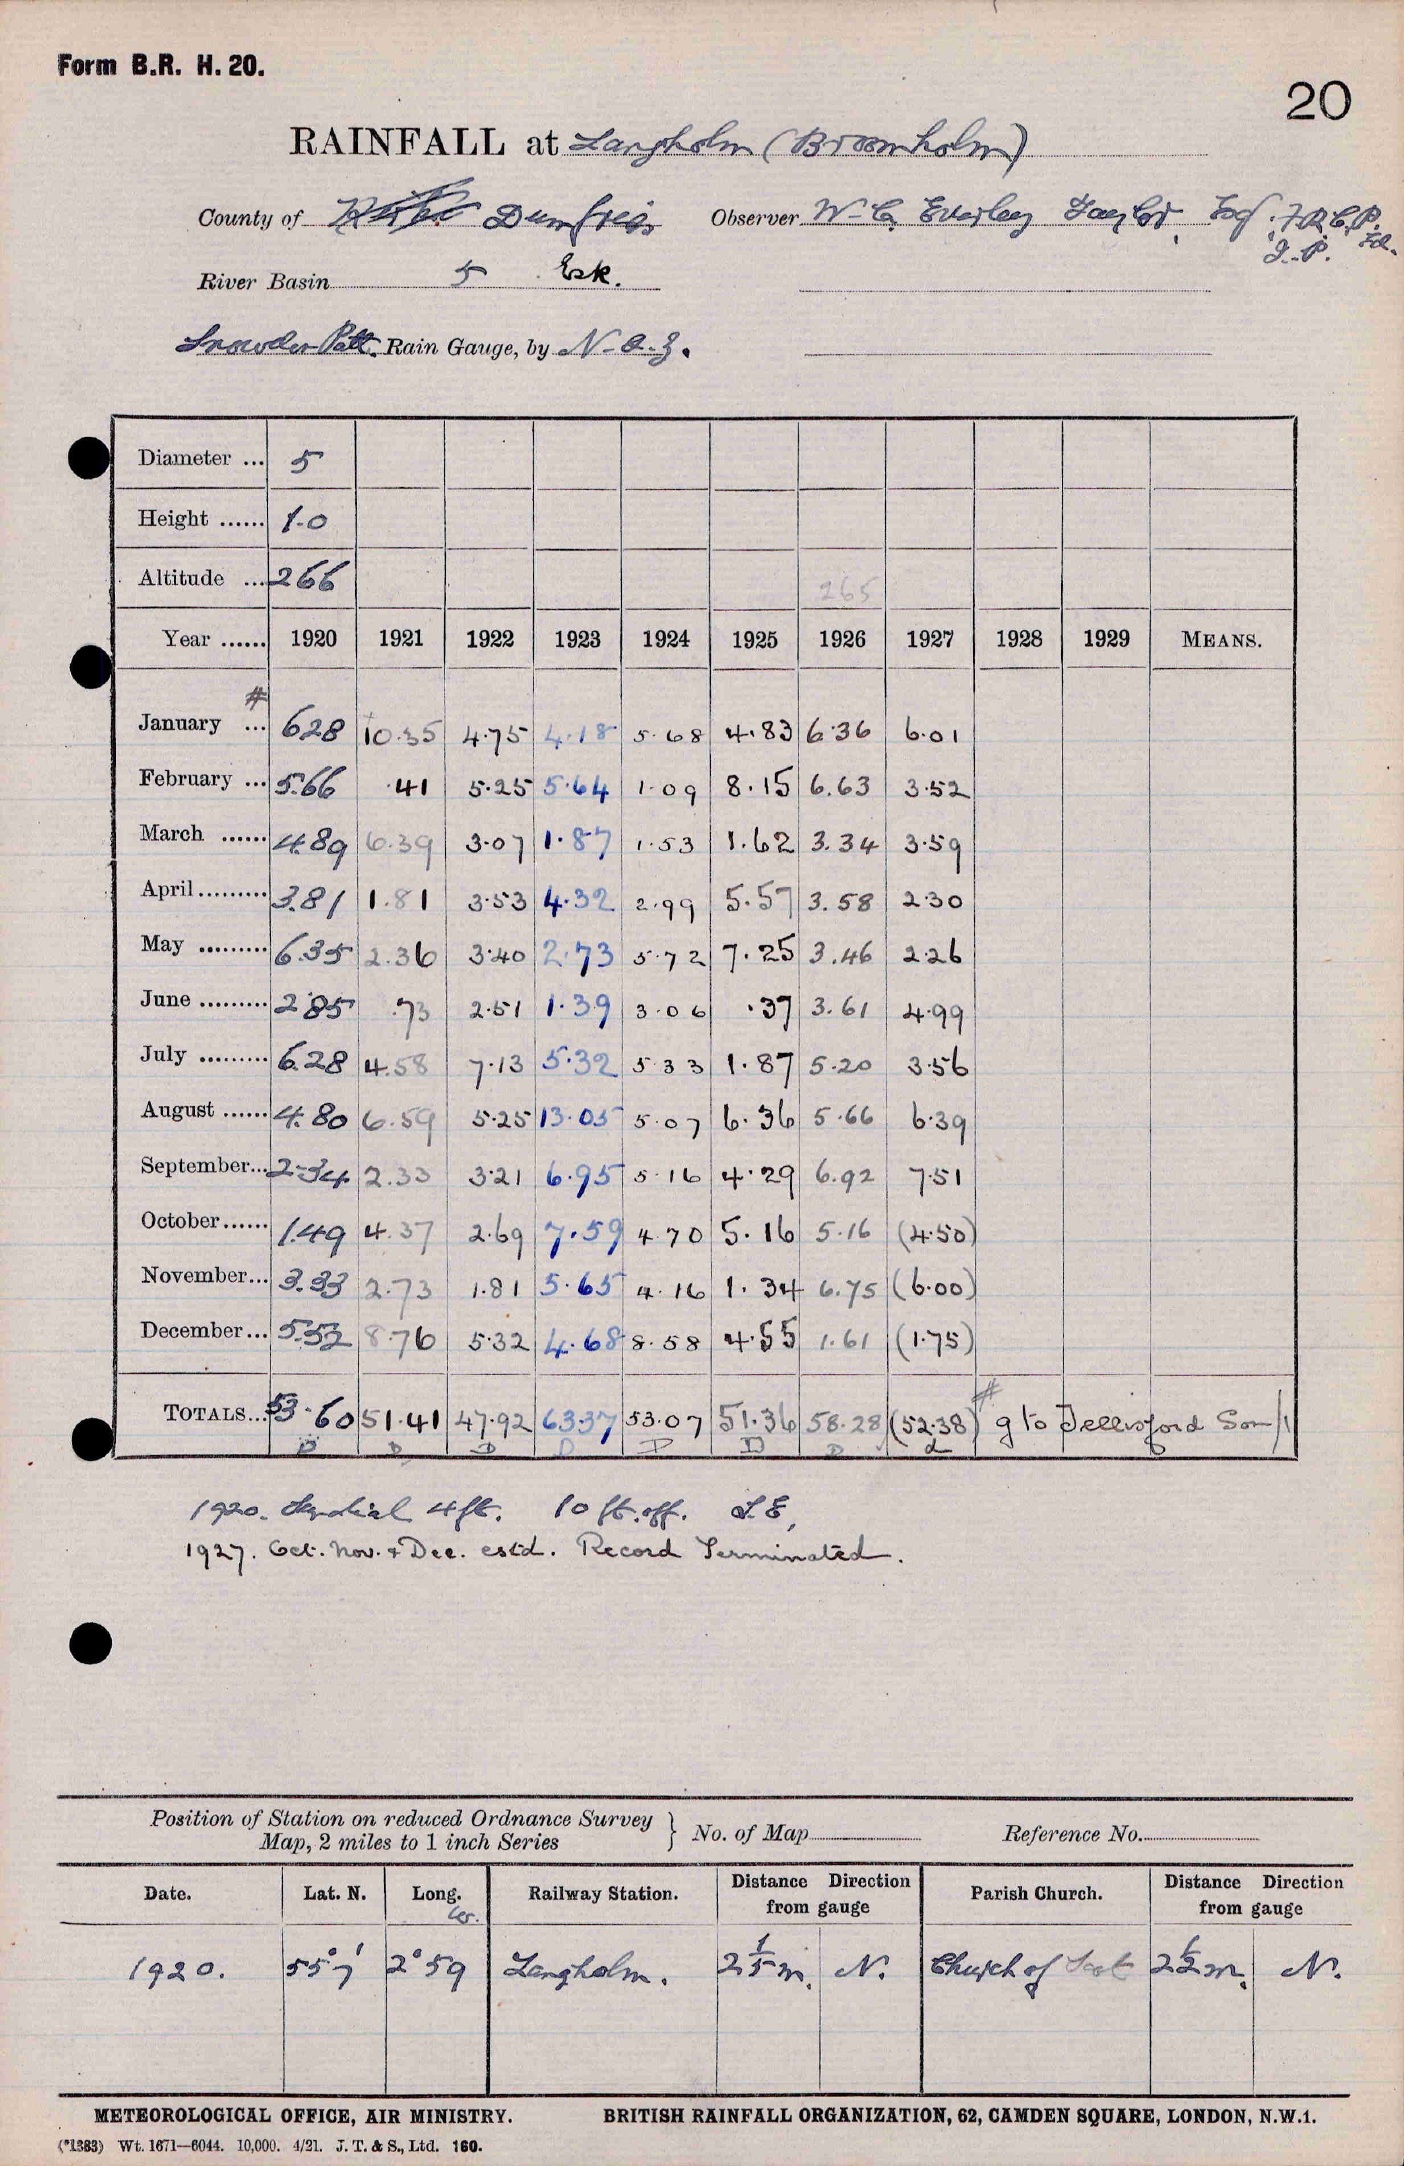 Form B.R. H. 20.
20
RAINFALL at Langholm (Broomholm)
County of Dumfries Observer W. C. Everley Taylor, Esq.
J.P.
River Basin 5 Esk.
Snowdon Patt. Rain Gauge, by N. & Z.
Diameter ... 5
Height ...... 1-0
Altitude ... 266 265
Year ...... 1920 1921 1922 1923 1924 1925 1926 1927 1928 1929 MEANS.
#
January ... 6.28 10.35 4.75 4.18 5.68 4.83 6.36 6.01
February ... 5.66 .41 5.25 5.64 1.09 8.15 6.63 3.52
March ...... 4.89 6.39 3.07 1.87 1.53 1.62 3.34 3.59
April ......... 3.81 1.81 3.53 4.32 2.99 5.57 3.58 2.30
May ......... 6.35 2.36 3.40 2.73 5.72 7.25 3.46 2.26
June ......... 2.85 .73 2.51 1.39 3.06 .37 3.61 4.99
July ......... 6.28 4.58 7.13 5.32 5.33 1.87 5.20 3.56
August ...... 4.80 6.59 5.25 13.05 5.07 6.36 5.66 6.39
September... 2.34 2.33 3.21 6.95 5.16 4.29 6.92 7.51
October...... 1.49 4.37 2.69 7.59 4.70 5.16 5.16 (4.50)
November... 3.33 2.73 1.81 5.65 4.16 1.34 6.75 (6.00)
December... 5.52 8.76 5.32 4.68 8.58 4.55 1.61 (1.75)
#
TOTALS... 53.60 51.41 47.92 63.37 53.07 51.36 58.28 (52.38) g to Tellisford Som/1
D D D D D D D d
1920. 4ft. 10 ft. off. S.E.
1927. Oct. Nov. & Dec. estd. Record Terminated.
Position of Station on reduced Ordnance Survey
Map, 2 miles to 1 inch Series } No. of Map Reference No.
Date. Lat. N. Long. W. Railway Station. Distance Direction from gauge Parish Church. Distance Direction from gauge
1920. 55° 7' 2° 59 Langholm. 2 1/5 m. N. Church of Scot 2 1/2 m. N.
METEOROLOGICAL OFFICE, AIR MINISTRY. BRITISH RAINFALL ORGANIZATION, 62, CAMDEN SQUARE, LONDON, N.W.1.
(*1383) Wt. 1671—6044. 10,000. 4/21. J. T. & S., Ltd. 160.